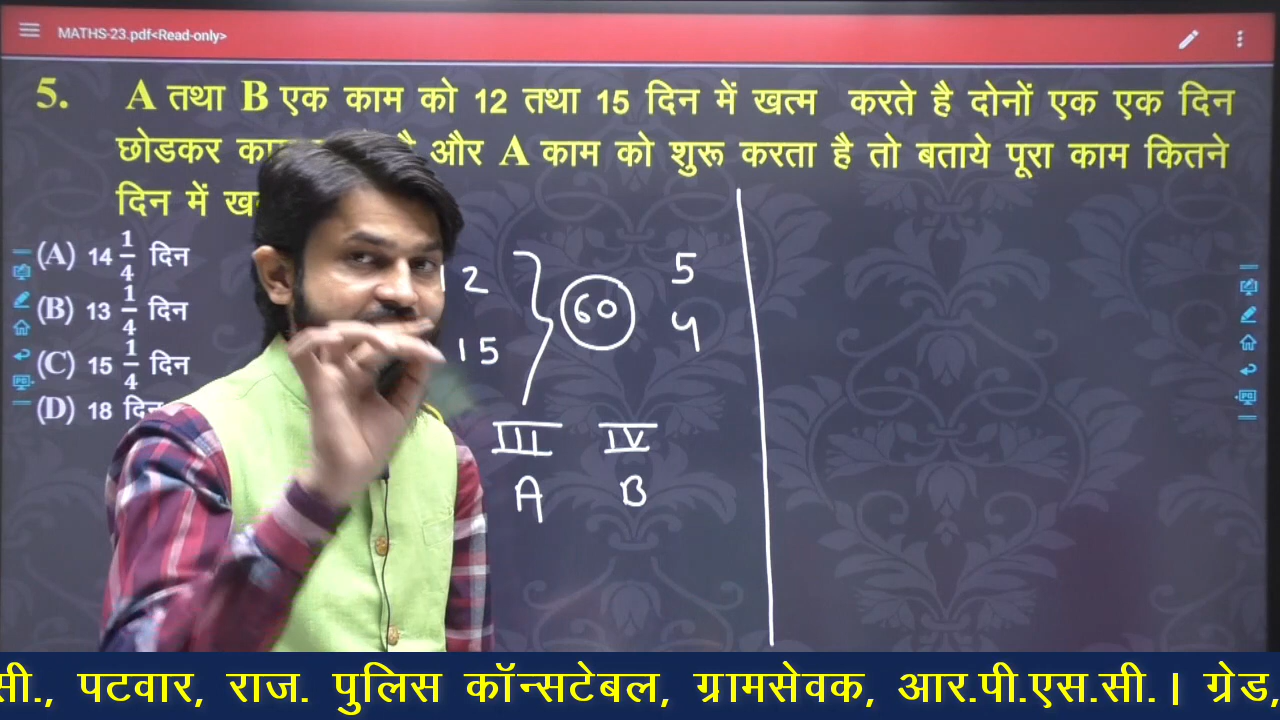 MATHS-23.pdf<Read-only>
5. A तथा B एक काम को 12 तथा 15 दिन में खत्म करते है दोनों एक एक दिन
छोडकर और A काम को शुरू करता है तो बताये पूरा काम कितने
दिन में
(A) 14 1/4 दिन
(B) 13 1/4 दिन
(C) 15 1/4 दिन
(D) 18 दिन
12
15
60
5
4
III IV
A B
सी., पटवार, राज. पुलिस कॉन्सटेबल, ग्रामसेवक, आर.पी.एस.सी. I ग्रेड,